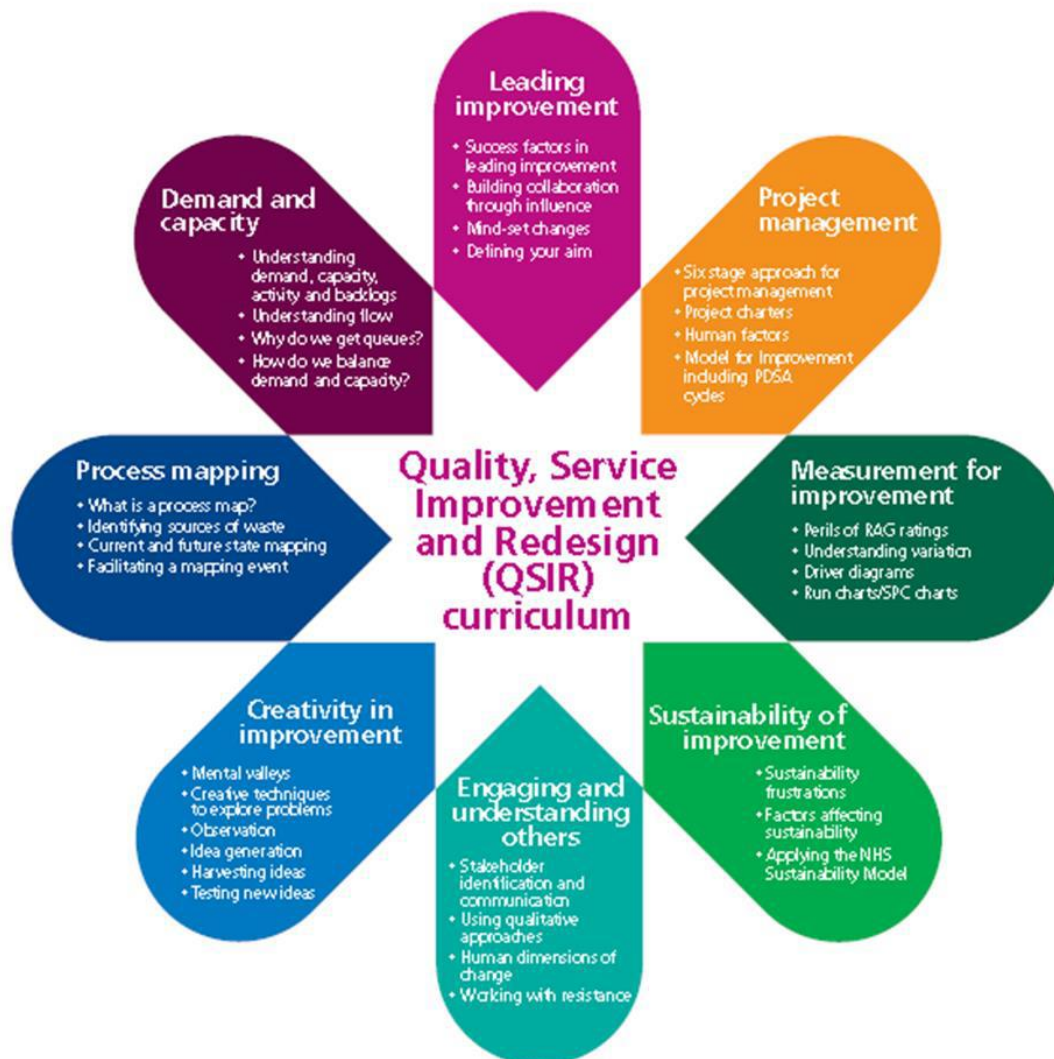 Leading
improvement
• Success factors in
leading improvement
• Building collaboration
through influence
• Mind-set changes
• Defining your aim
Project
management
• Six stage approach for
project management
• Project charters
• Human factors
• Model for Improvement
including PDSA
cycles
Measurement for
improvement
• Perils of RAG ratings
• Understanding variation
• Driver diagrams
• Run charts/SPC charts
Sustainability of
improvement
• Sustainability
frustrations
• Factors affecting
sustainability
• Applying the NHS
Sustainability Model
Engaging and
understanding
others
• Stakeholder
identification and
communication
• Using qualitative
approaches
• Human dimensions of
change
• Working with resistance
Creativity in
improvement
• Mental valleys
• Creative techniques
to explore problems
• Observation
• Idea generation
• Harvesting ideas
• Testing new ideas
Process mapping
• What is a process map?
• Identifying sources of waste
• Current and future state mapping
• Facilitating a mapping event
Demand and
capacity
• Understanding
demand, capacity,
activity and backlogs
• Understanding flow
• Why do we get queues?
• How do we balance
demand and capacity?
Quality, Service
Improvement
and Redesign
(QSIR)
curriculum